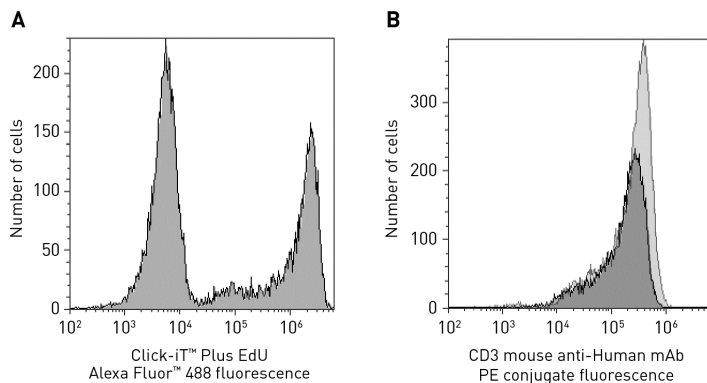 A
Number of cells
200
150
100
50
0
10² 10³ 10⁴ 10⁵ 10⁶
Click-iT™ Plus EdU
Alexa Fluor™ 488 fluorescence
B
Number of cells
300
200
100
0
10² 10³ 10⁴ 10⁵ 10⁶
CD3 mouse anti-Human mAb
PE conjugate fluorescence